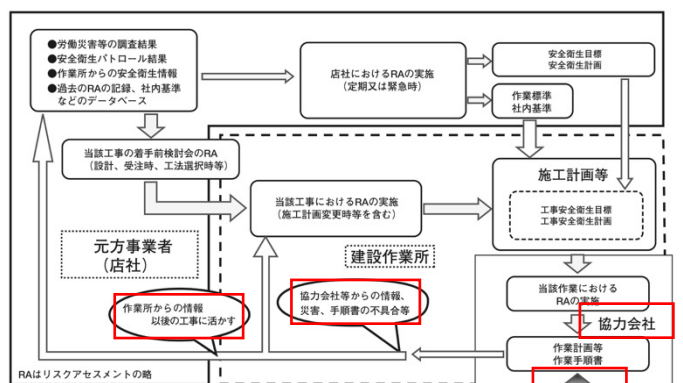 ●労働災害等の調査結果
●安全衛生パトロール結果
●作業所からの安全衛生情報
●過去のRAの記録、社内基準
などのデータベース
店社におけるRAの実施
(定期又は緊急時)
安全衛生目標
安全衛生計画
作業標準
社内基準
当該工事の着手前検討会のRA
(設計、受注時、工法選択時等)
当該工事におけるRAの実施
(施工計画変更時等を含む)
施工計画等
工事安全衛生目標
工事安全衛生計画
元方事業者
(店社)
建設作業所
作業所からの情報
以後の工事に活かす
協力会社等からの情報、
災害、手順書の不具合等
当該作業における
RAの実施
協力会社
作業計画等
作業手順書
RAはリスクアセスメントの略